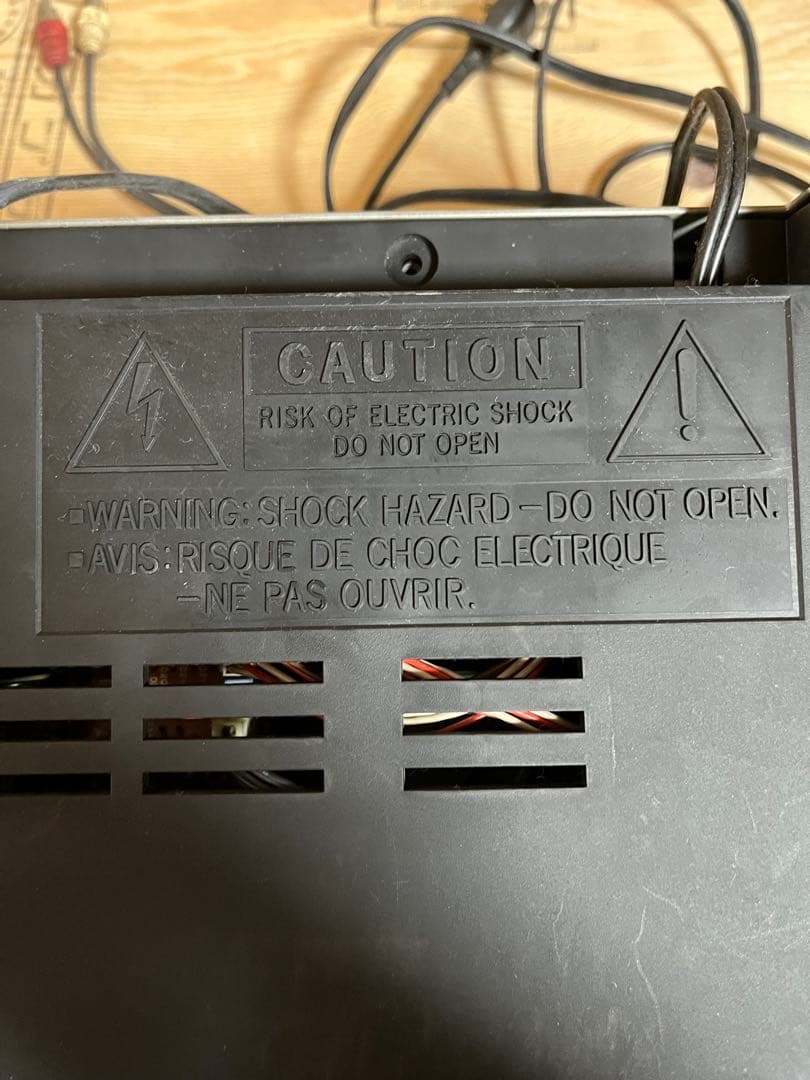 CAUTION
RISK OF ELECTRIC SHOCK
DO NOT OPEN
WARNING: SHOCK HAZARD – DO NOT OPEN.
AVIS: RISQUE DE CHOC ELECTRIQUE
– NE PAS OUVRIR.